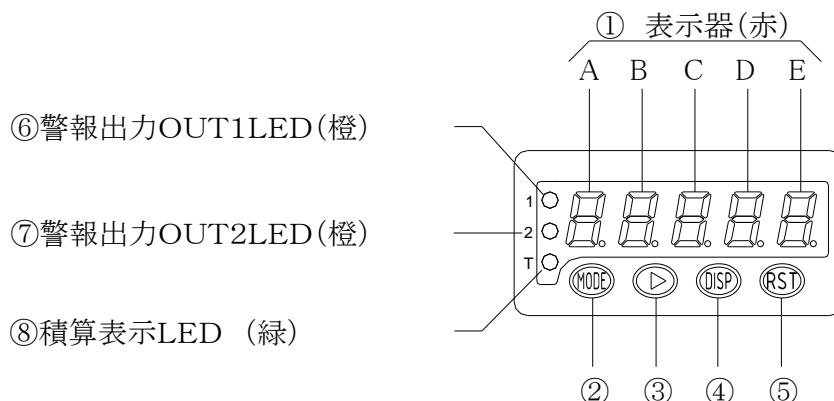 ① 表示器(赤)
A B C D E
⑥警報出力OUT1LED(橙)
1
⑦警報出力OUT2LED(橙)
2
T
MODE ▷ DISP RST
⑧積算表示LED (緑)
② ③ ④ ⑤